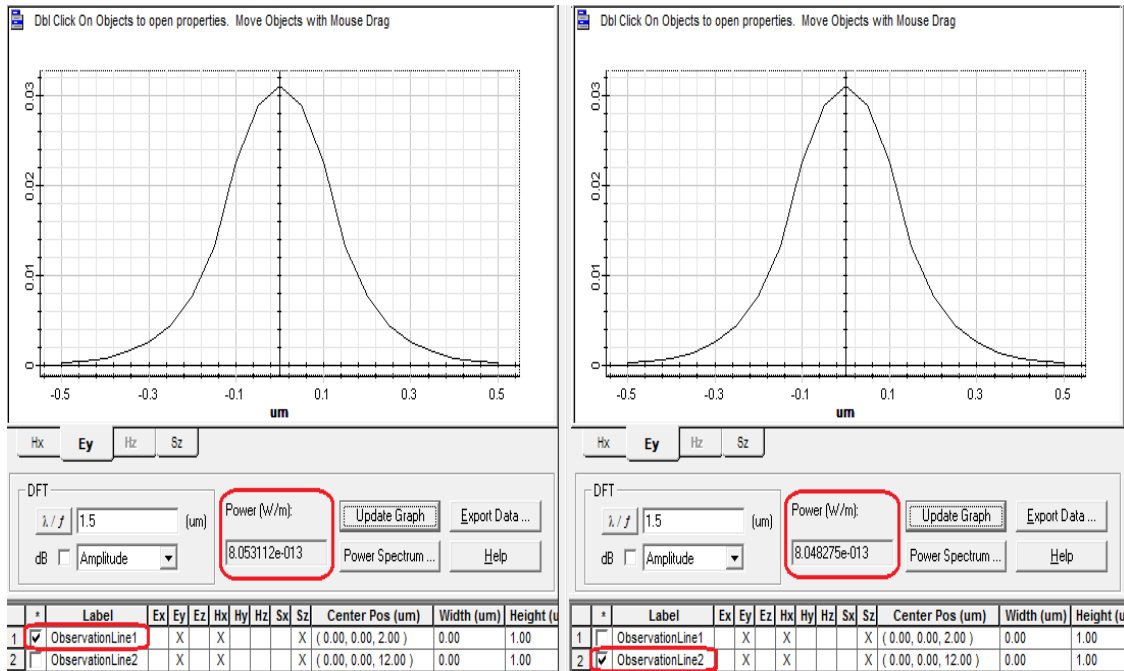 Dbl Click On Objects to open properties. Move Objects with Mouse Drag
0.03
0.02
0.01
0
-0.5 -0.3 -0.1 0.1 0.3 0.5
um
Hx Ey Hz Sz
DFT
λ / f 1.5 (um)
dB Amplitude
Power (W/m):
8.053112e-013
Update Graph Export Data ...
Power Spectrum ... Help
* Label Ex Ey Ez Hx Hy Hz Sx Sz Center Pos (um) Width (um) Height (u
1 ObservationLine1 X X X ( 0.00, 0.00, 2.00 ) 0.00 1.00
2 ObservationLine2 X X X ( 0.00, 0.00, 12.00 ) 0.00 1.00
Dbl Click On Objects to open properties. Move Objects with Mouse Drag
0.03
0.02
0.01
0
-0.5 -0.3 -0.1 0.1 0.3 0.5
um
Hx Ey Hz Sz
DFT
λ / f 1.5 (um)
dB Amplitude
Power (W/m):
8.048275e-013
Update Graph Export Data ...
Power Spectrum ... Help
* Label Ex Ey Ez Hx Hy Hz Sx Sz Center Pos (um) Width (um) Height (u
1 ObservationLine1 X X X ( 0.00, 0.00, 2.00 ) 0.00 1.00
2 ObservationLine2 X X X ( 0.00, 0.00, 12.00 ) 0.00 1.00